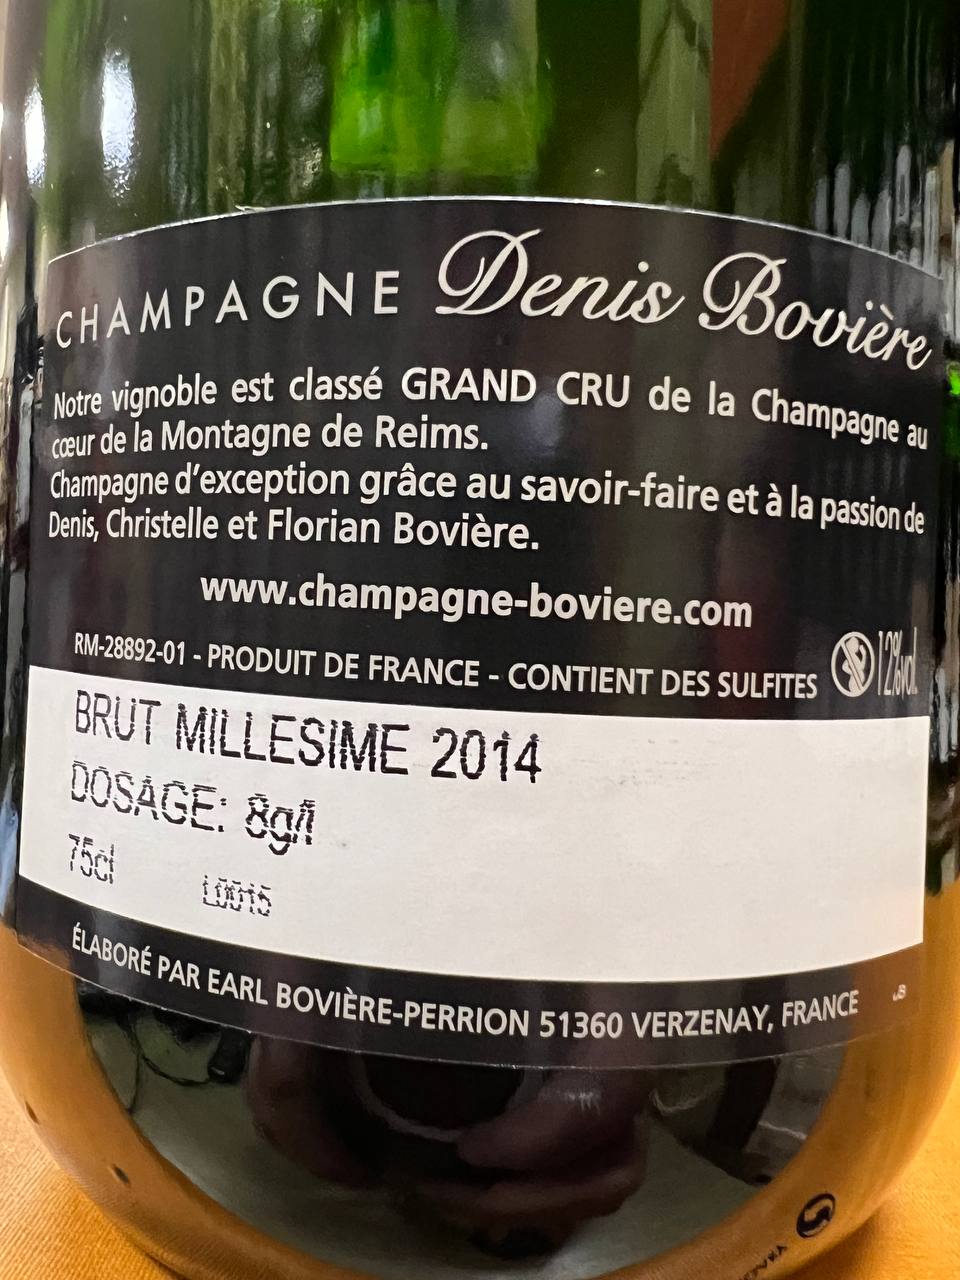 CHAMPAGNE Denis Bovière
Notre vignoble est classé GRAND CRU de la Champagne au
cœur de la Montagne de Reims.
Champagne d'exception grâce au savoir-faire et à la passion de
Denis, Christelle et Florian Bovière.
www.champagne-boviere.com
RM-28892-01 - PRODUIT DE FRANCE - CONTIENT DES SULFITES 12%vol.
BRUT MILLESIME 2014
DOSAGE: 8g/l
75cl L0015
ÉLABORÉ PAR EARL BOVIÈRE-PERRION 51360 VERZENAY, FRANCE